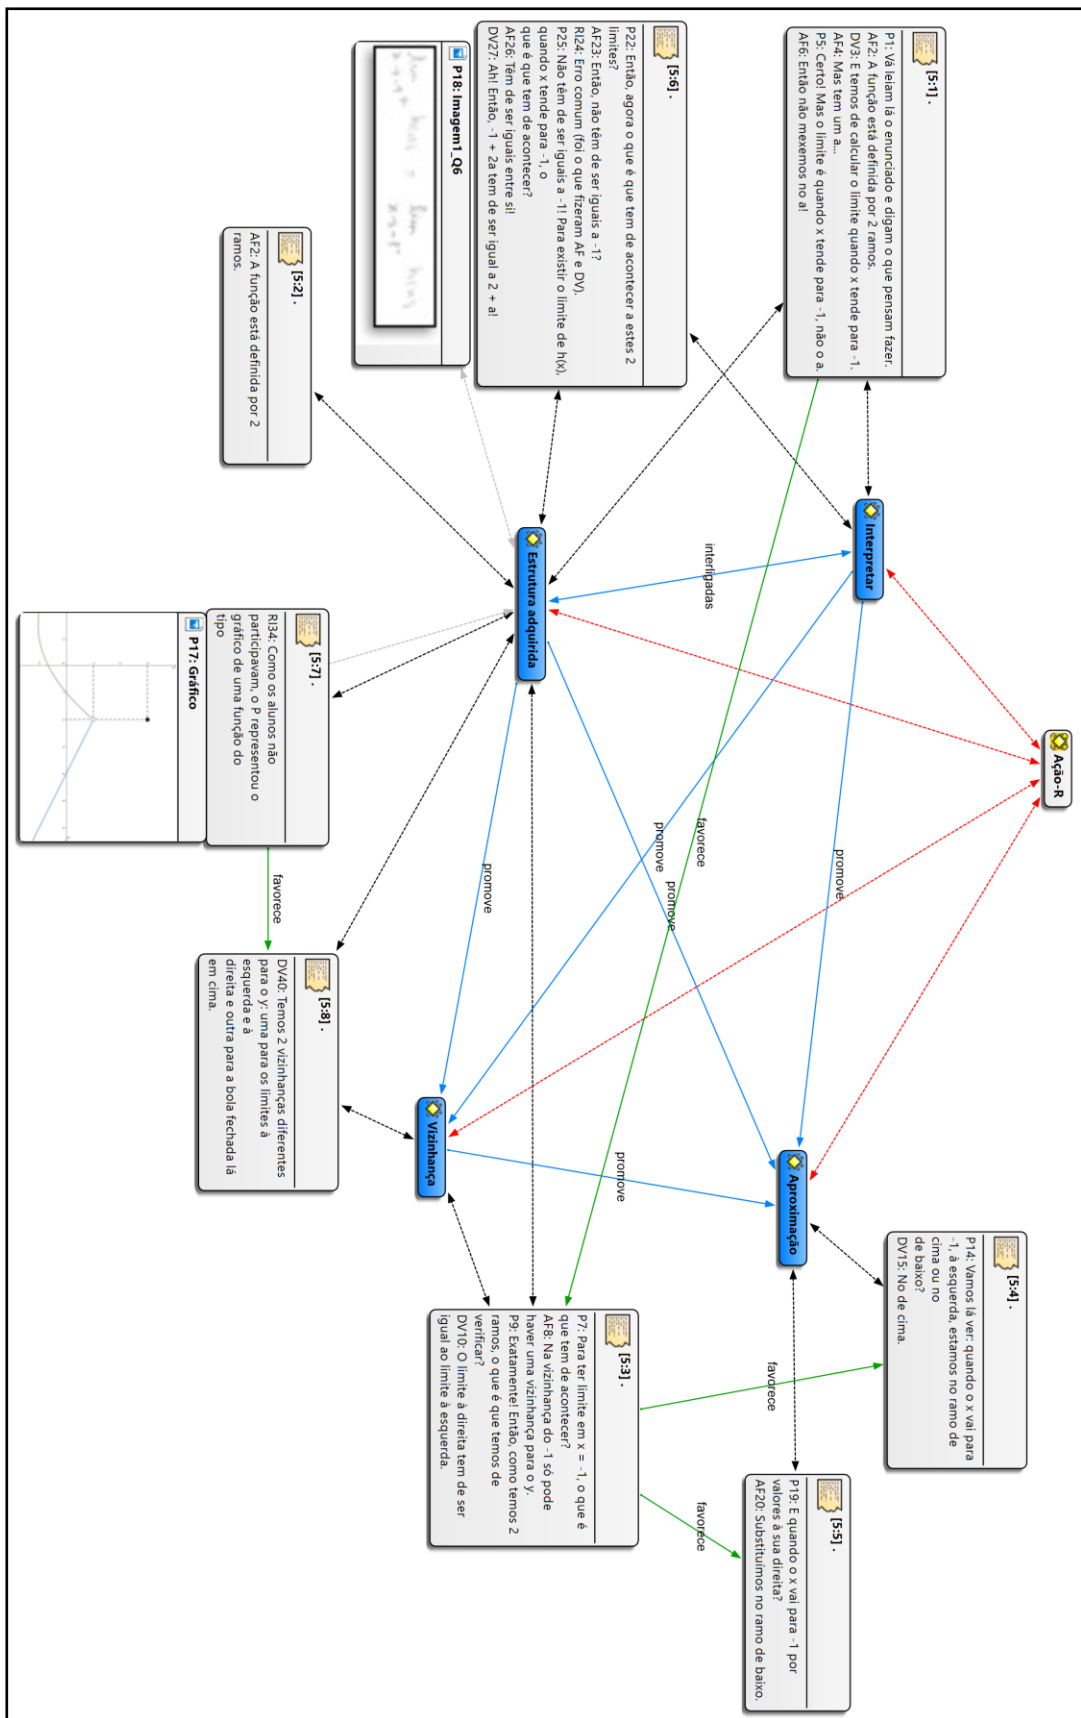 Ação-R
[5:1] .
P1: Vá leiam lá o enunciado e digam o que pensam fazer.
AF2: A função está definida por 2 ramos.
DV3: E temos de calcular o limite quando x tende para -1.
AF4: Mas tem um a...
P5: Certo! Mas o limite é quando x tende para -1, não o a.
AF6: Então não mexemos no a!
Interpretar
promove
Aproximação
[5:4] .
P14: Vamos lá ver: quando o x vai para
-1, à esquerda, estamos no ramo de
cima ou no
de baixo?
DV15: No de cima.
favorece
[5:5] .
P19: E quando o x vai para -1 por
valores à sua direita?
AF20: Substituímos no ramo de baixo.
[5:6] .
P22: Então, agora o que é que tem de acontecer a estes 2
limites?
AF23: Então, não têm de ser iguais a -1?
RI24: Erro comum (foi o que fizeram AF e DV).
P25: Não têm de ser iguais a -1! Para existir o limite de h(x),
quando x tende para -1, o
que é que tem de acontecer?
AF26: Têm de ser iguais entre si!
DV27: Ah! Então, -1 + 2a tem de ser igual a 2 + a!
interligadas
favorece
promove
promove
promove
favorece
P18: Imagem1_Q6
Estrutura adquirida
promove
Vizinhança
[5:3] .
P7: Para ter limite em x = -1, o que é
que tem de acontecer?
AF8: Na vizinhança do -1 só pode
haver uma vizinhança para o y.
P9: Exatamente! Então, como temos 2
ramos, o que é que temos de
verificar?
DV10: O limite à direita tem de ser
igual ao limite à esquerda.
[5:2] .
AF2: A função está definida por 2
ramos.
[5:7] .
RI34: Como os alunos não
participavam, o P representou o
gráfico de uma função do
tipo
favorece
[5:8] .
DV40: Temos 2 vizinhanças diferentes
para o y: uma para os limites à
esquerda e à
direita e outra para a bola fechada lá
em cima.
P17: Gráfico